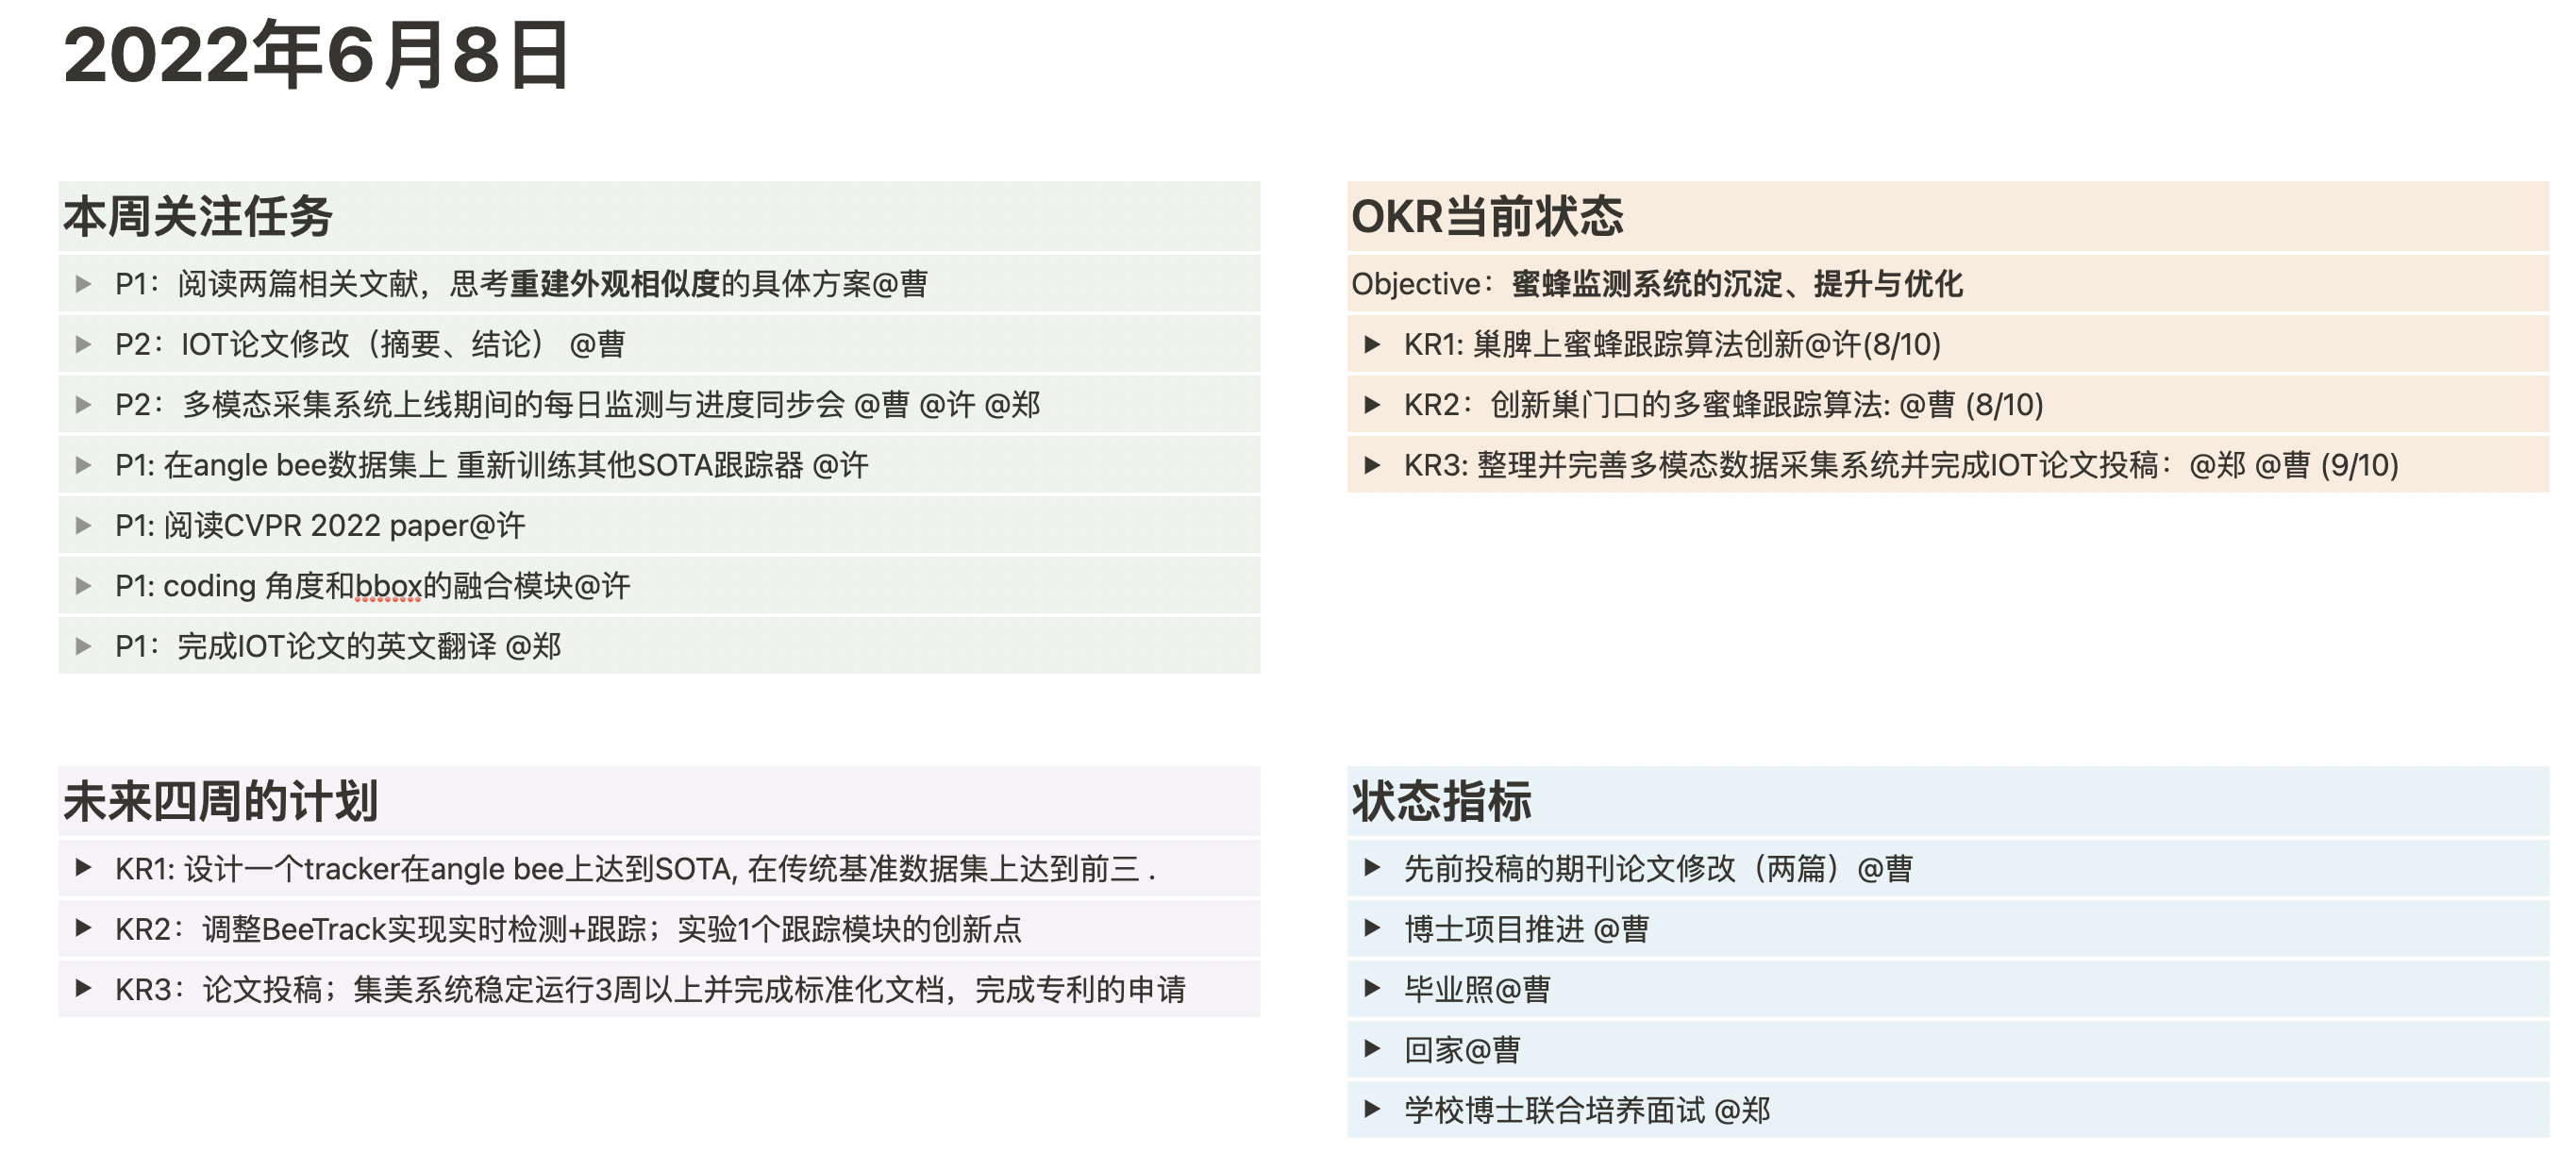 2022年6月8日
本周关注任务
P1：阅读两篇相关文献，思考重建外观相似度的具体方案@曹
P2：IOT论文修改（摘要、结论） @曹
P2：多模态采集系统上线期间的每日监测与进度同步会 @曹 @许 @郑
P1: 在angle bee数据集上 重新训练其他SOTA跟踪器 @许
P1: 阅读CVPR 2022 paper@许
P1: coding 角度和bbox的融合模块@许
P1：完成IOT论文的英文翻译 @郑
OKR当前状态
Objective：蜜蜂监测系统的沉淀、提升与优化
KR1: 巢脾上蜜蜂跟踪算法创新@许(8/10)
KR2：创新巢门口的多蜜蜂跟踪算法: @曹 (8/10)
KR3: 整理并完善多模态数据采集系统并完成IOT论文投稿：@郑 @曹 (9/10)
未来四周的计划
KR1: 设计一个tracker在angle bee上达到SOTA, 在传统基准数据集上达到前三 .
KR2：调整BeeTrack实现实时检测+跟踪；实验1个跟踪模块的创新点
KR3：论文投稿；集美系统稳定运行3周以上并完成标准化文档，完成专利的申请
状态指标
先前投稿的期刊论文修改（两篇）@曹
博士项目推进 @曹
毕业照@曹
回家@曹
学校博士联合培养面试 @郑